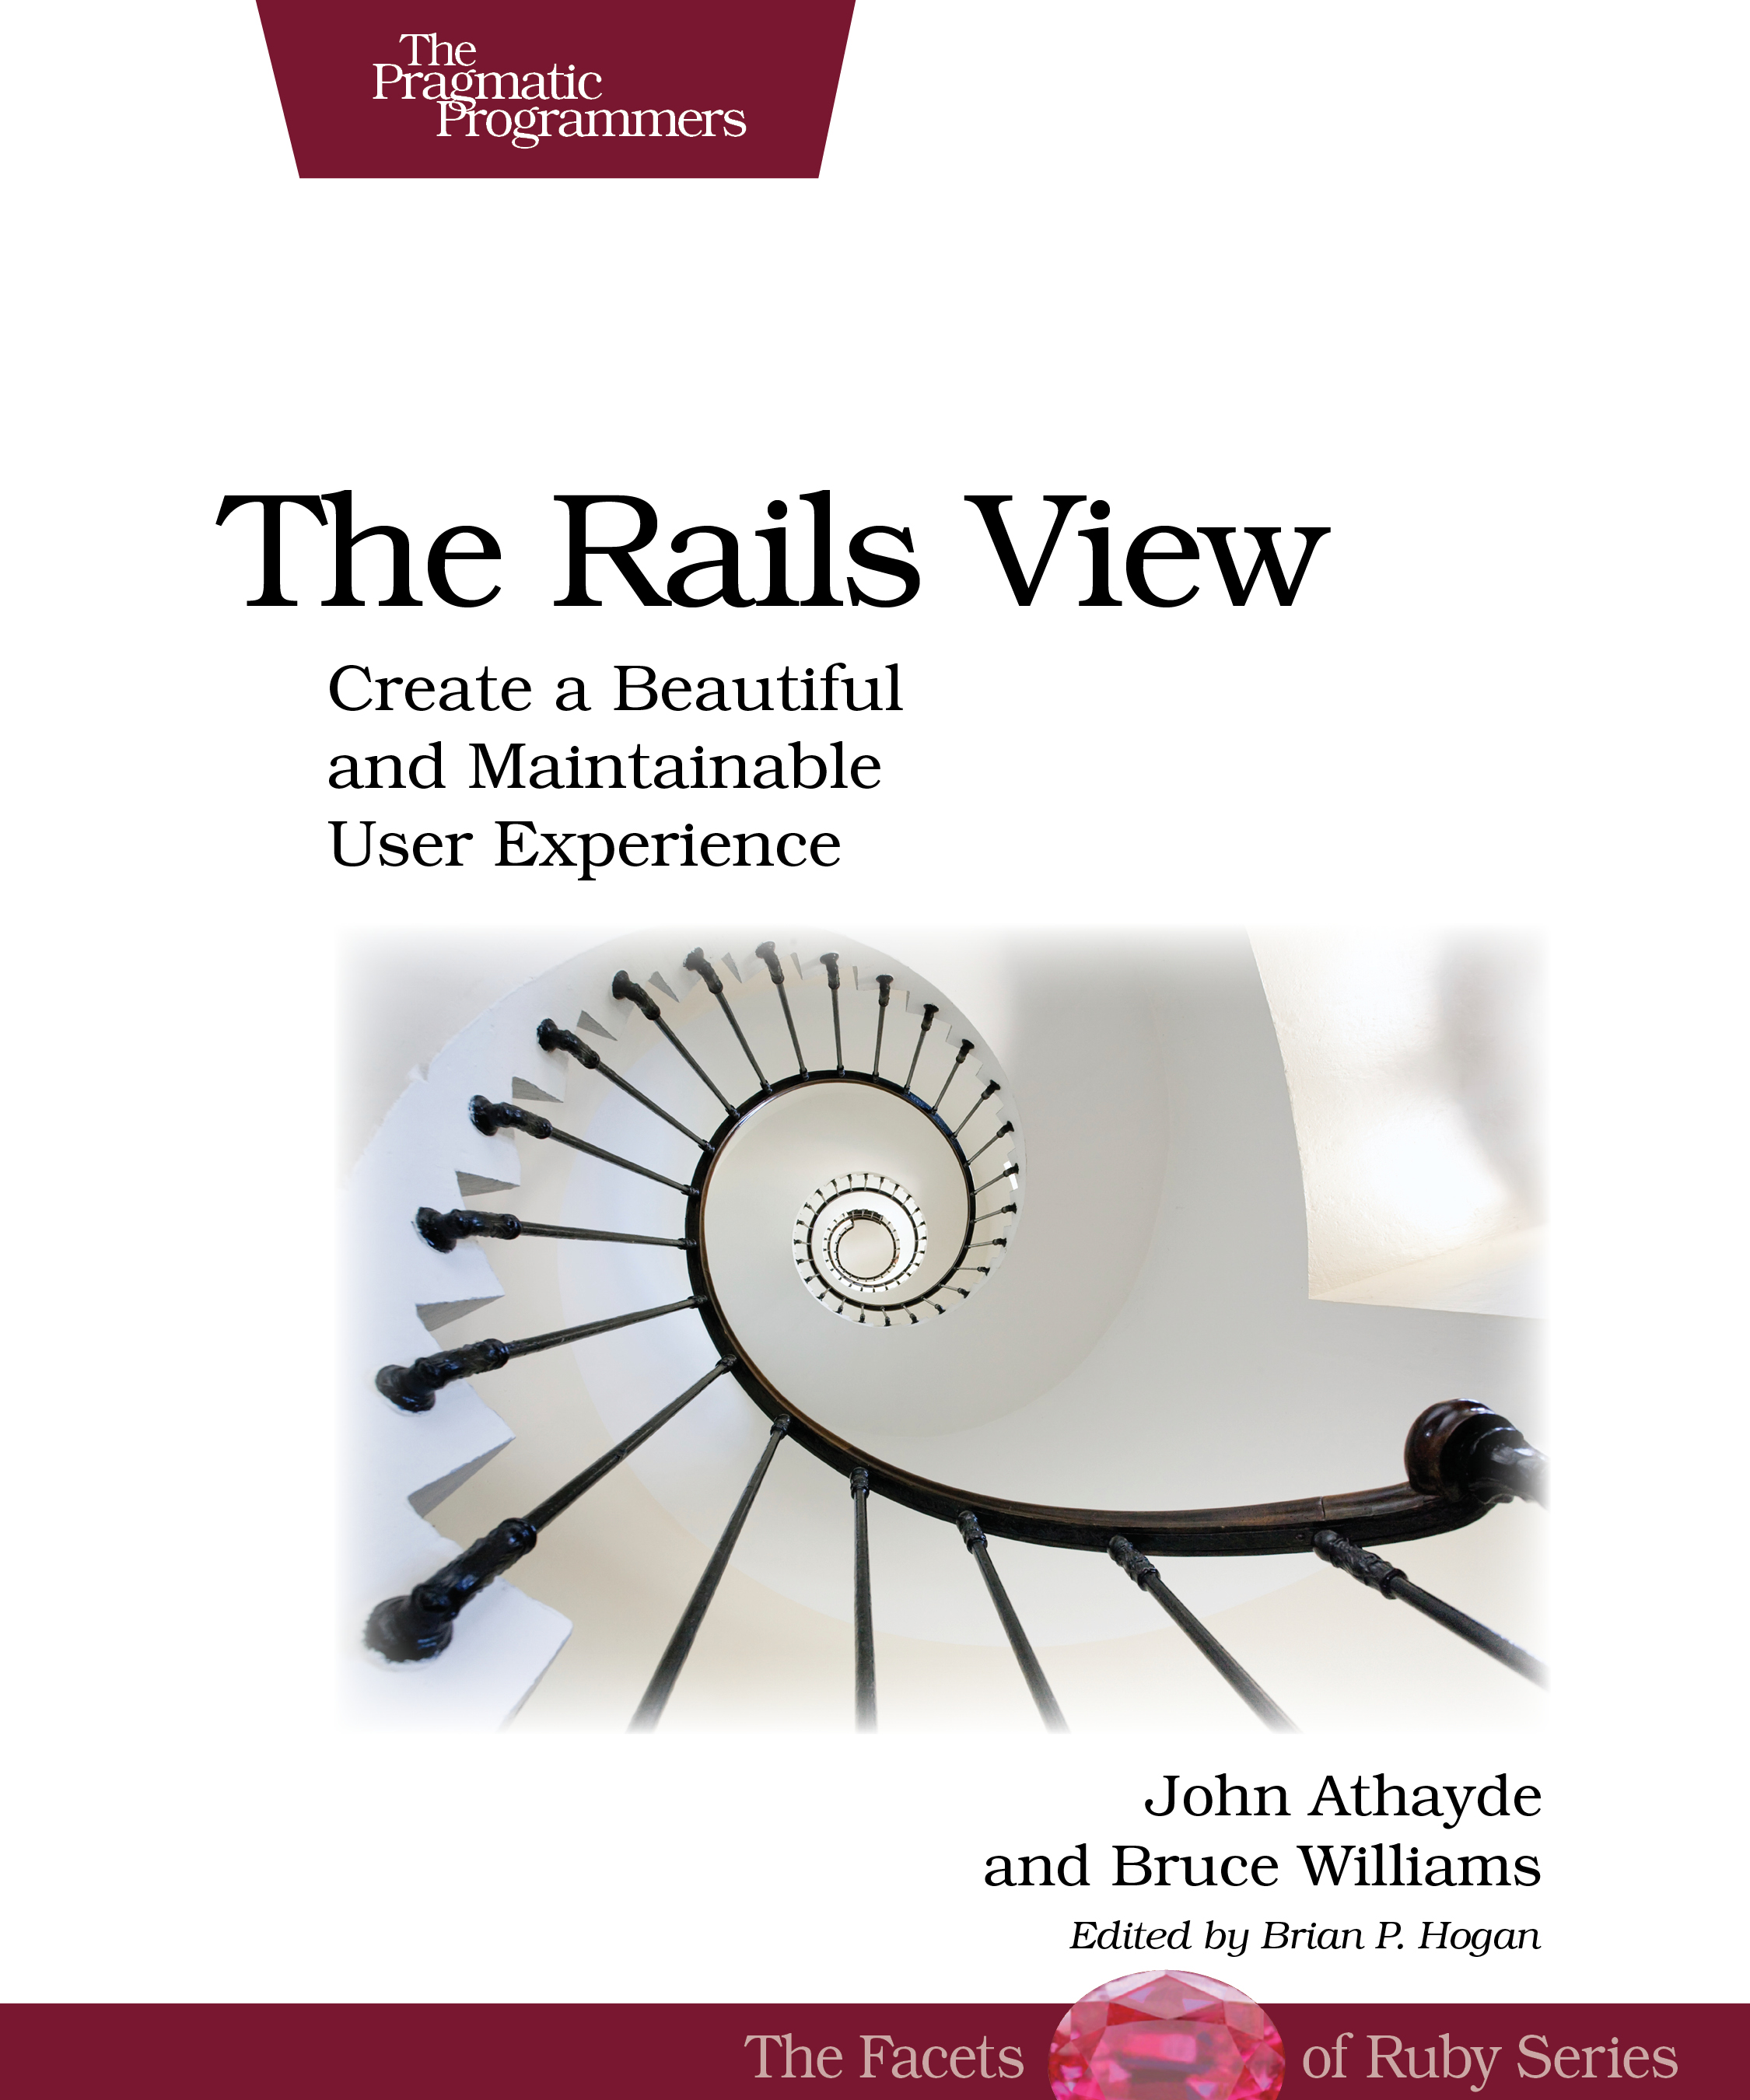 The
Pragmatic
Programmers
The Rails View
Create a Beautiful
and Maintainable
User Experience
John Athayde
and Bruce Williams
Edited by Brian P. Hogan
The Facets of Ruby Series